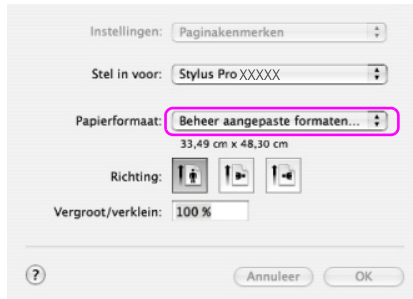 Instellingen: Paginakenmerken
Stel in voor: Stylus Pro XXXXX
Papierformaat: Beheer aangepaste formaten...
33,49 cm x 48,30 cm
Richting:
Vergroot/verklein: 100 %
? Annuleer OK